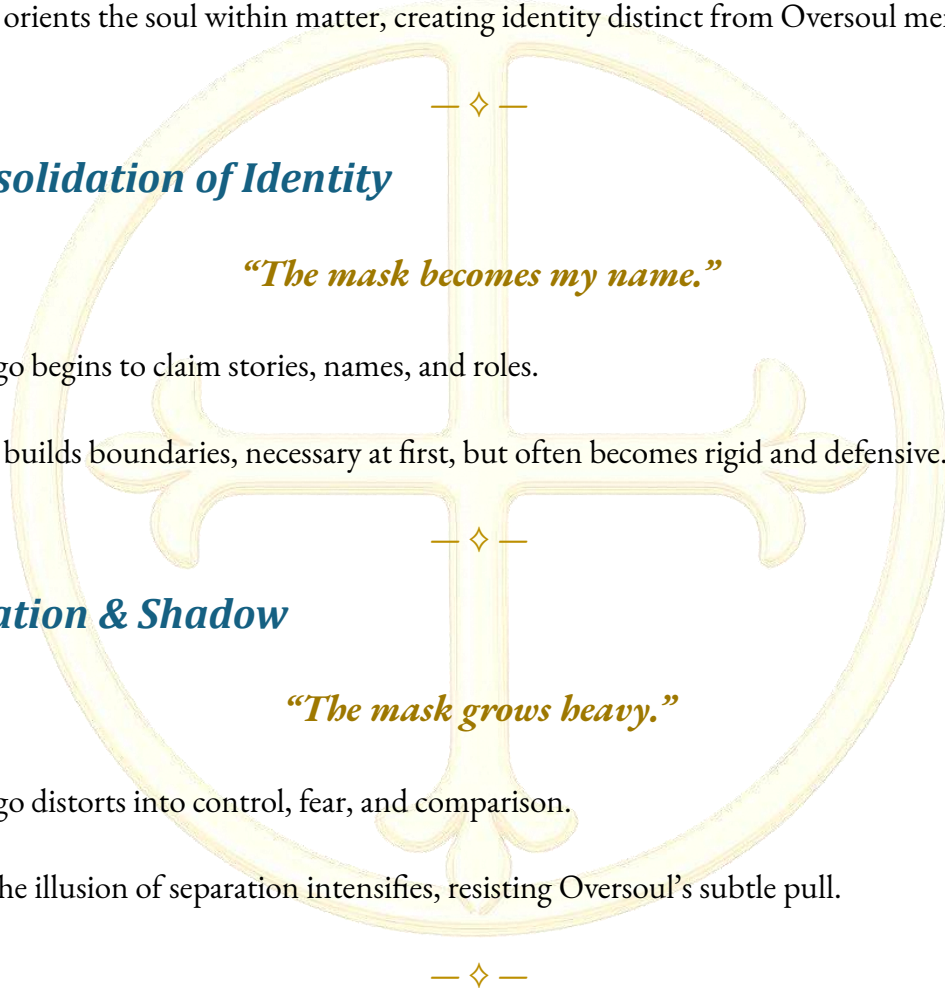 orients the soul within matter, creating identity distinct from Oversoul
solidation of Identity
“The mask becomes my name.”
go begins to claim stories, names, and roles.
builds boundaries, necessary at first, but often becomes rigid and defensive.
ation & Shadow
“The mask grows heavy.”
go distorts into control, fear, and comparison.
he illusion of separation intensifies, resisting Oversoul’s subtle pull.